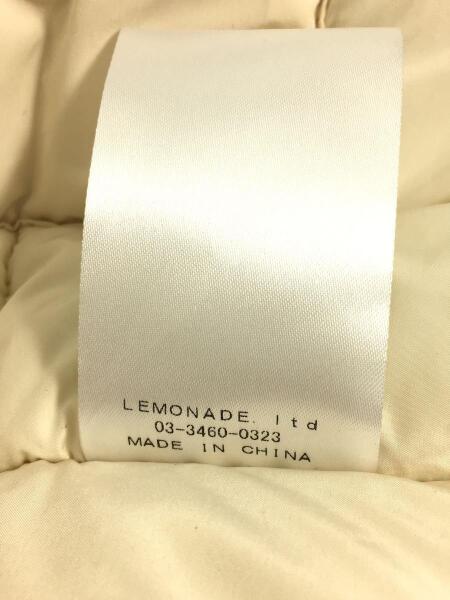 LEMONADE. ltd
03-3460-0323
MADE IN CHINA